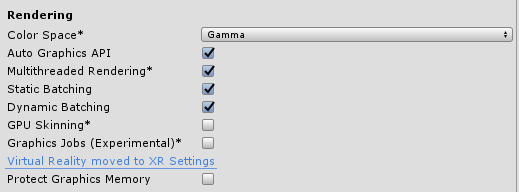 Rendering
Color Space* Gamma
Auto Graphics API
Multithreaded Rendering*
Static Batching
Dynamic Batching
GPU Skinning*
Graphics Jobs (Experimental)*
Virtual Reality moved to XR Settings
Protect Graphics Memory